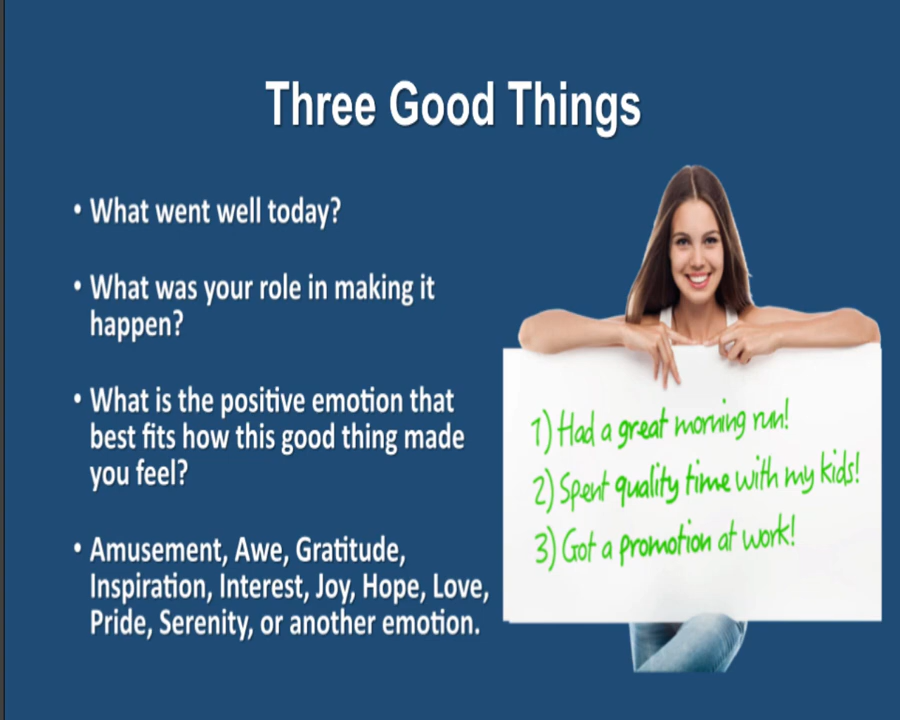 Three Good Things
• What went well today?
• What was your role in making it
happen?
• What is the positive emotion that
best fits how this good thing made
you feel?
• Amusement, Awe, Gratitude,
Inspiration, Interest, Joy, Hope, Love,
Pride, Serenity, or another emotion.
1) Had a great morning run!
2) Spent quality time with my kids!
3) Got a promotion at work!